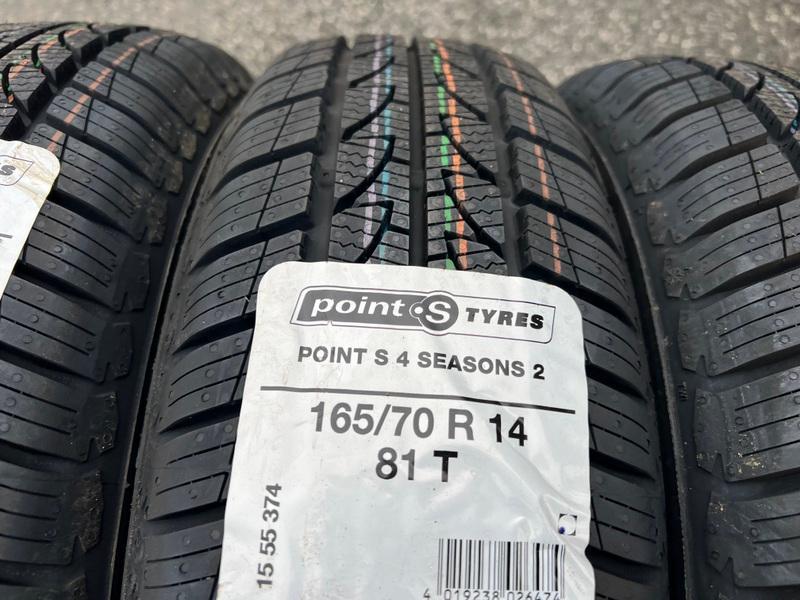 point S TYRES
POINT S 4 SEASONS 2
165/70 R 14
81 T
15 55 374
4 019238 026474